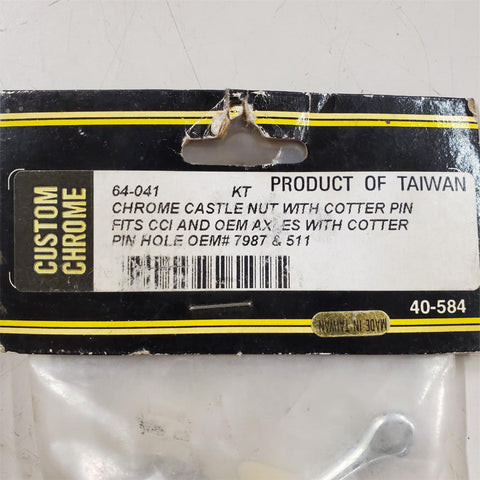 CUSTOM
CHROME
64-041 KT PRODUCT OF TAIWAN
CHROME CASTLE NUT WITH COTTER PIN
FITS CCI AND OEM AXLES WITH COTTER
PIN HOLE OEM# 7987 & 511
40-584
MADE IN TAIWAN